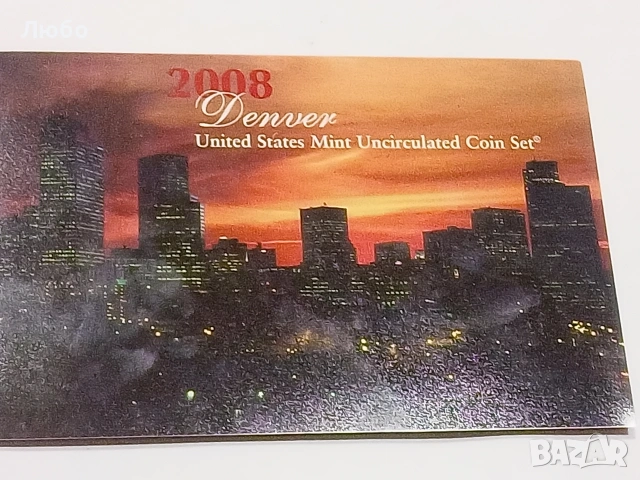 Любо
2008
Denver
United States Mint Uncirculated Coin Set®
BAZAR